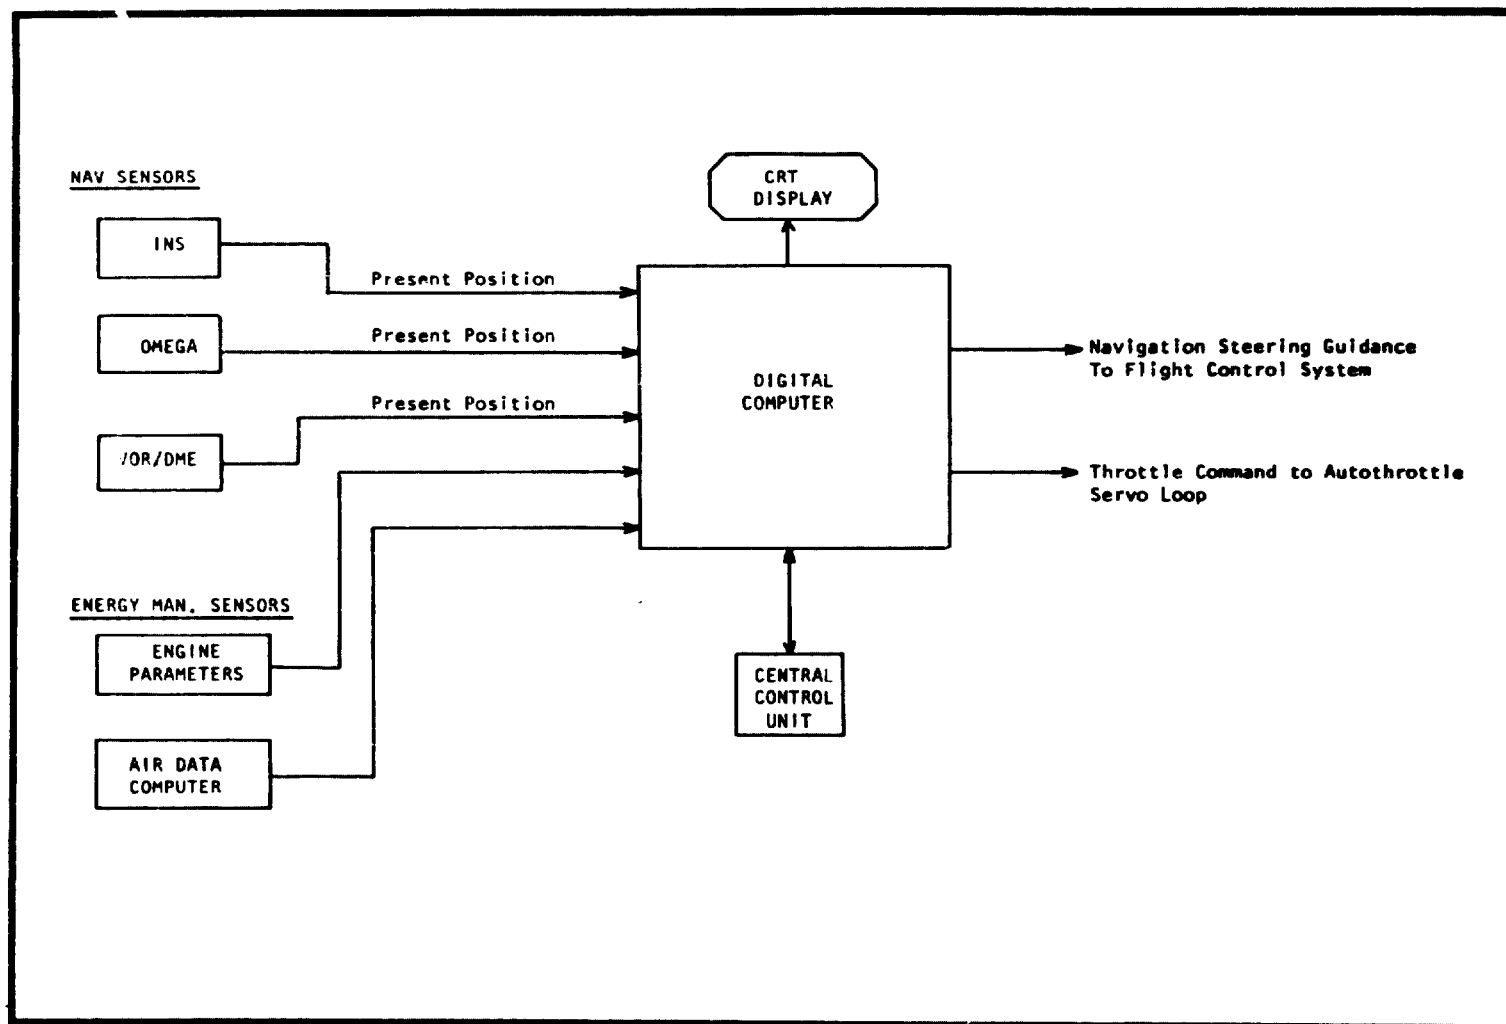 NAV SENSORS
CRT
DISPLAY
INS
Present Position
OMEGA
Present Position
/OR/DME
Present Position
DIGITAL
COMPUTER
Navigation Steering Guidance
To Flight Control System
Throttle Command to Autothrottle
Servo Loop
ENERGY MAN. SENSORS
ENGINE
PARAMETERS
AIR DATA
COMPUTER
CENTRAL
CONTROL
UNIT